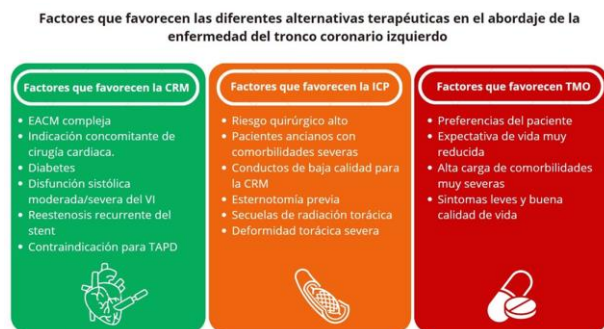 Factores que favorecen las diferentes alternativas terapéuticas en el abordaje de la
enfermedad del tronco coronario izquierdo
Factores que favorecen la CRM
• EACM compleja
• Indicación concomitante de
cirugía cardiaca.
• Diabetes
• Disfunción sistólica
moderada/severa del VI
• Reestenosis recurrente del
stent
• Contraindicación para TAPD
Factores que favorecen la ICP
• Riesgo quirúrgico alto
• Pacientes ancianos con
comorbilidades severas
• Conductos de baja calidad para
la CRM
• Esternotomía previa
• Secuelas de radiación torácica
• Deformidad torácica severa
Factores que favorecen TMO
• Preferencias del paciente
• Expectativa de vida muy
reducida
• Alta carga de comorbilidades
muy severas
• Sintomas leves y buena
calidad de vida